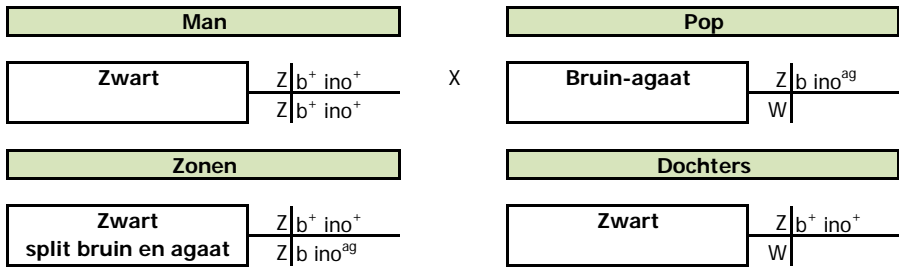 Man Pop
Zwart Z b⁺ ino⁺ X Bruin-agaat Z b inoᵃᵍ
Z b⁺ ino⁺ W
Zonen Dochters
Zwart Z b⁺ ino⁺ Zwart Z b⁺ ino⁺
split bruin en agaat Z b inoᵃᵍ W